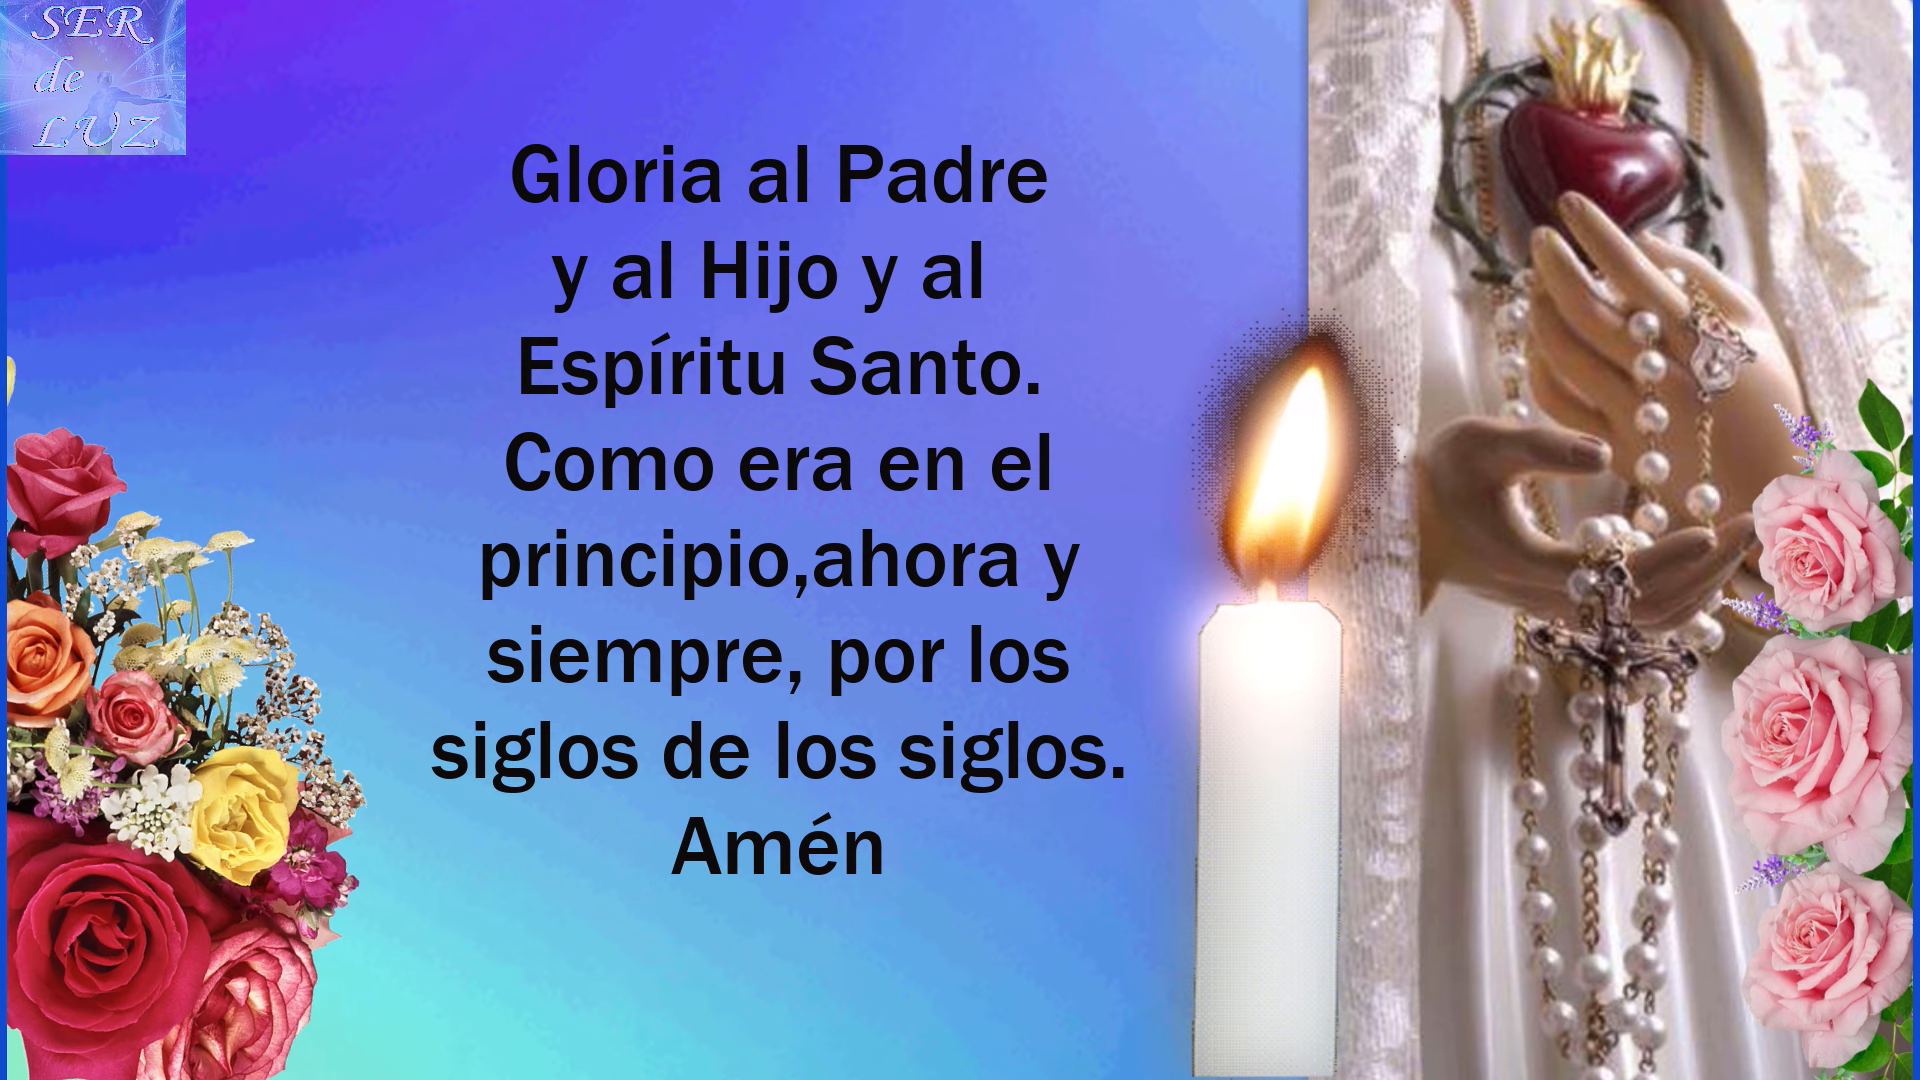 SER
de
LUZ
Gloria al Padre
y al Hijo y al
Espíritu Santo.
Como era en el
principio,ahora y
siempre, por los
siglos de los siglos.
Amén